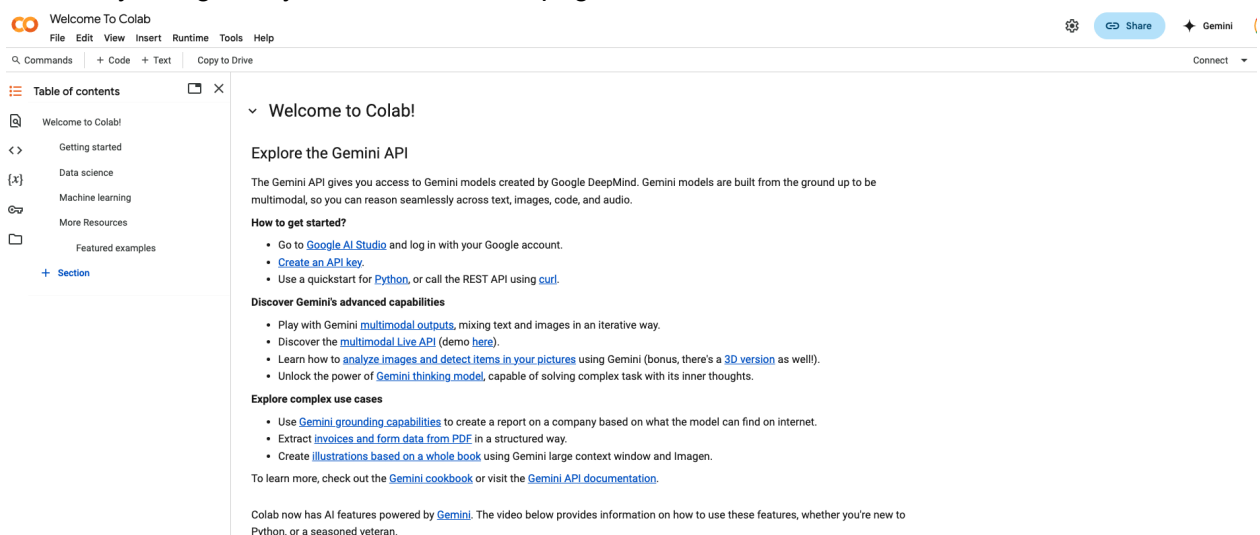 Welcome To Colab
File Edit View Insert Runtime Tools Help
Share
Gemini
Commands + Code + Text Copy to Drive
Connect
Table of contents
Welcome to Colab!
Getting started
Data science
Machine learning
More Resources
Featured examples
+ Section
Welcome to Colab!
Explore the Gemini API
The Gemini API gives you access to Gemini models created by Google DeepMind. Gemini models are built from the ground up to be
multimodal, so you can reason seamlessly across text, images, code, and audio.
How to get started?
• Go to Google AI Studio and log in with your Google account.
• Create an API key.
• Use a quickstart for Python, or call the REST API using curl.
Discover Gemini's advanced capabilities
• Play with Gemini multimodal outputs, mixing text and images in an iterative way.
• Discover the multimodal Live API (demo here).
• Learn how to analyze images and detect items in your pictures using Gemini (bonus, there's a 3D version as well!).
• Unlock the power of Gemini thinking model, capable of solving complex task with its inner thoughts.
Explore complex use cases
• Use Gemini grounding capabilities to create a report on a company based on what the model can find on internet.
• Extract invoices and form data from PDF in a structured way.
• Create illustrations based on a whole book using Gemini large context window and Imagen.
To learn more, check out the Gemini cookbook or visit the Gemini API documentation.
Colab now has AI features powered by Gemini. The video below provides information on how to use these features, whether you're new to
Python, or a seasoned veteran.